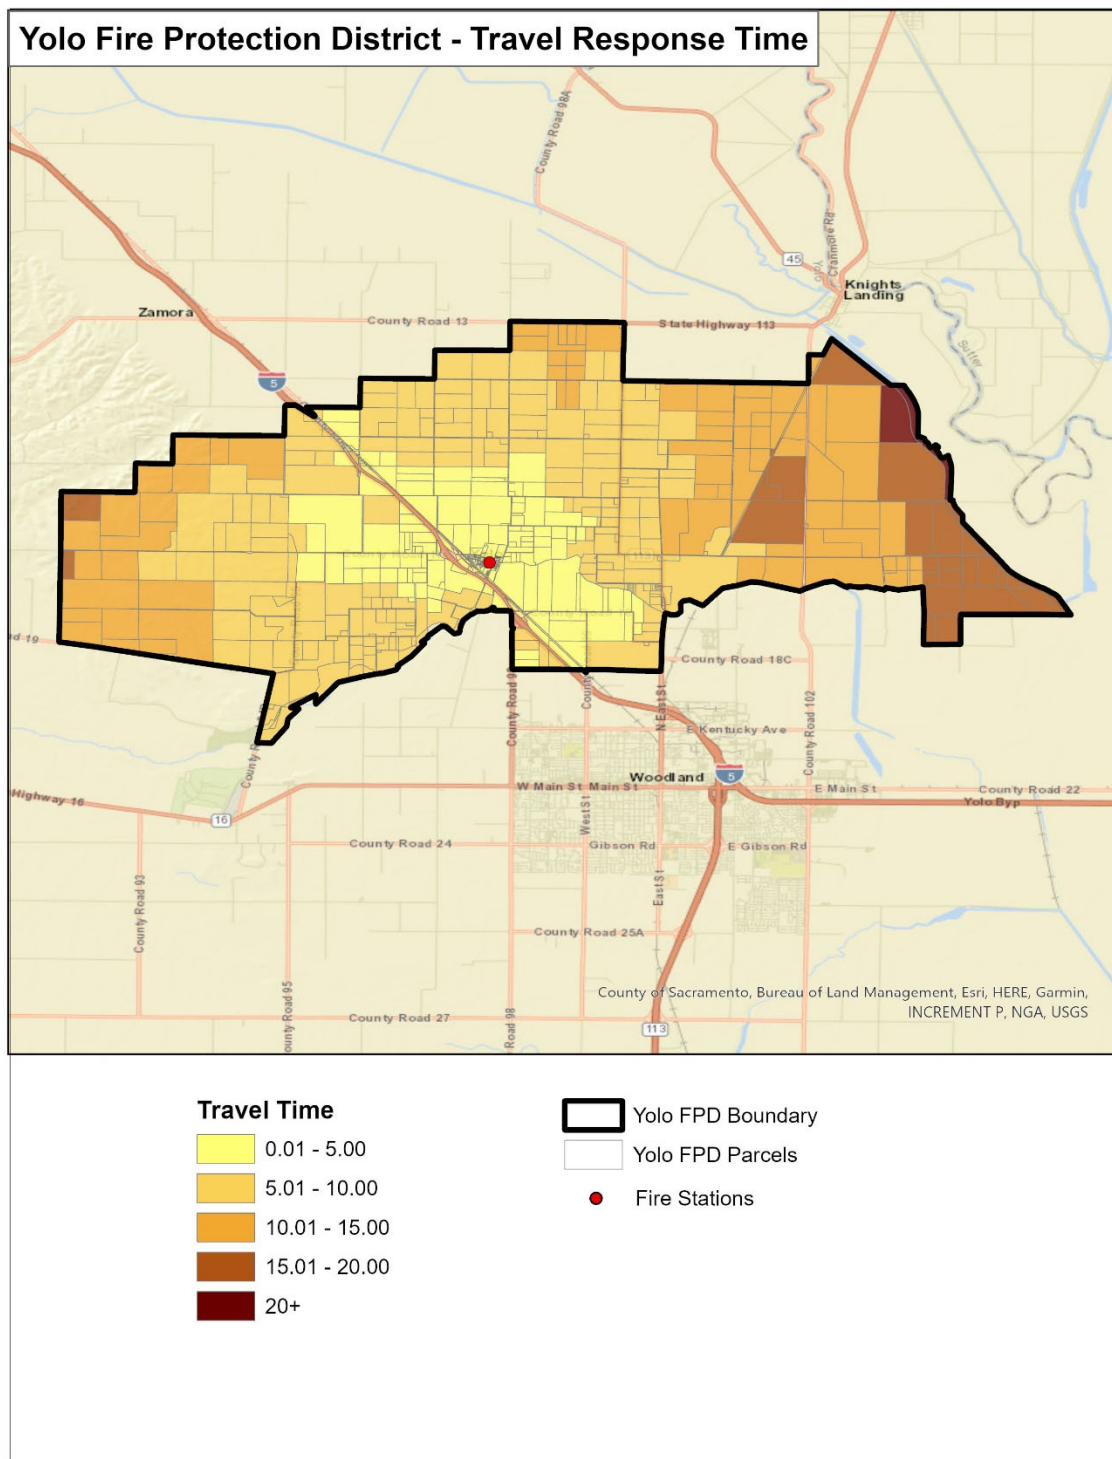 Yolo Fire Protection District - Travel Response Time
County Road 98A
Cranmore Rd
Yolo
45
Knights
Landing
Zamora
County Road 13
State Highway 113
Sutter
5
County Road 18C
County Road 102
N East St
E Kentucky Ave
Woodland
5
W Main St Main St
E Main St
County Road 22
Yolo Byp
Highway 16
16
West St
County Road 24
Gibson Rd
E Gibson Rd
County Road 93
East St
County Road 25A
County of Sacramento, Bureau of Land Management, Esri, HERE, Garmin,
INCREMENT P, NGA, USGS
County Road 27
Road 98
113
Travel Time
0.01 - 5.00
5.01 - 10.00
10.01 - 15.00
15.01 - 20.00
20+
Yolo FPD Boundary
Yolo FPD Parcels
Fire Stations